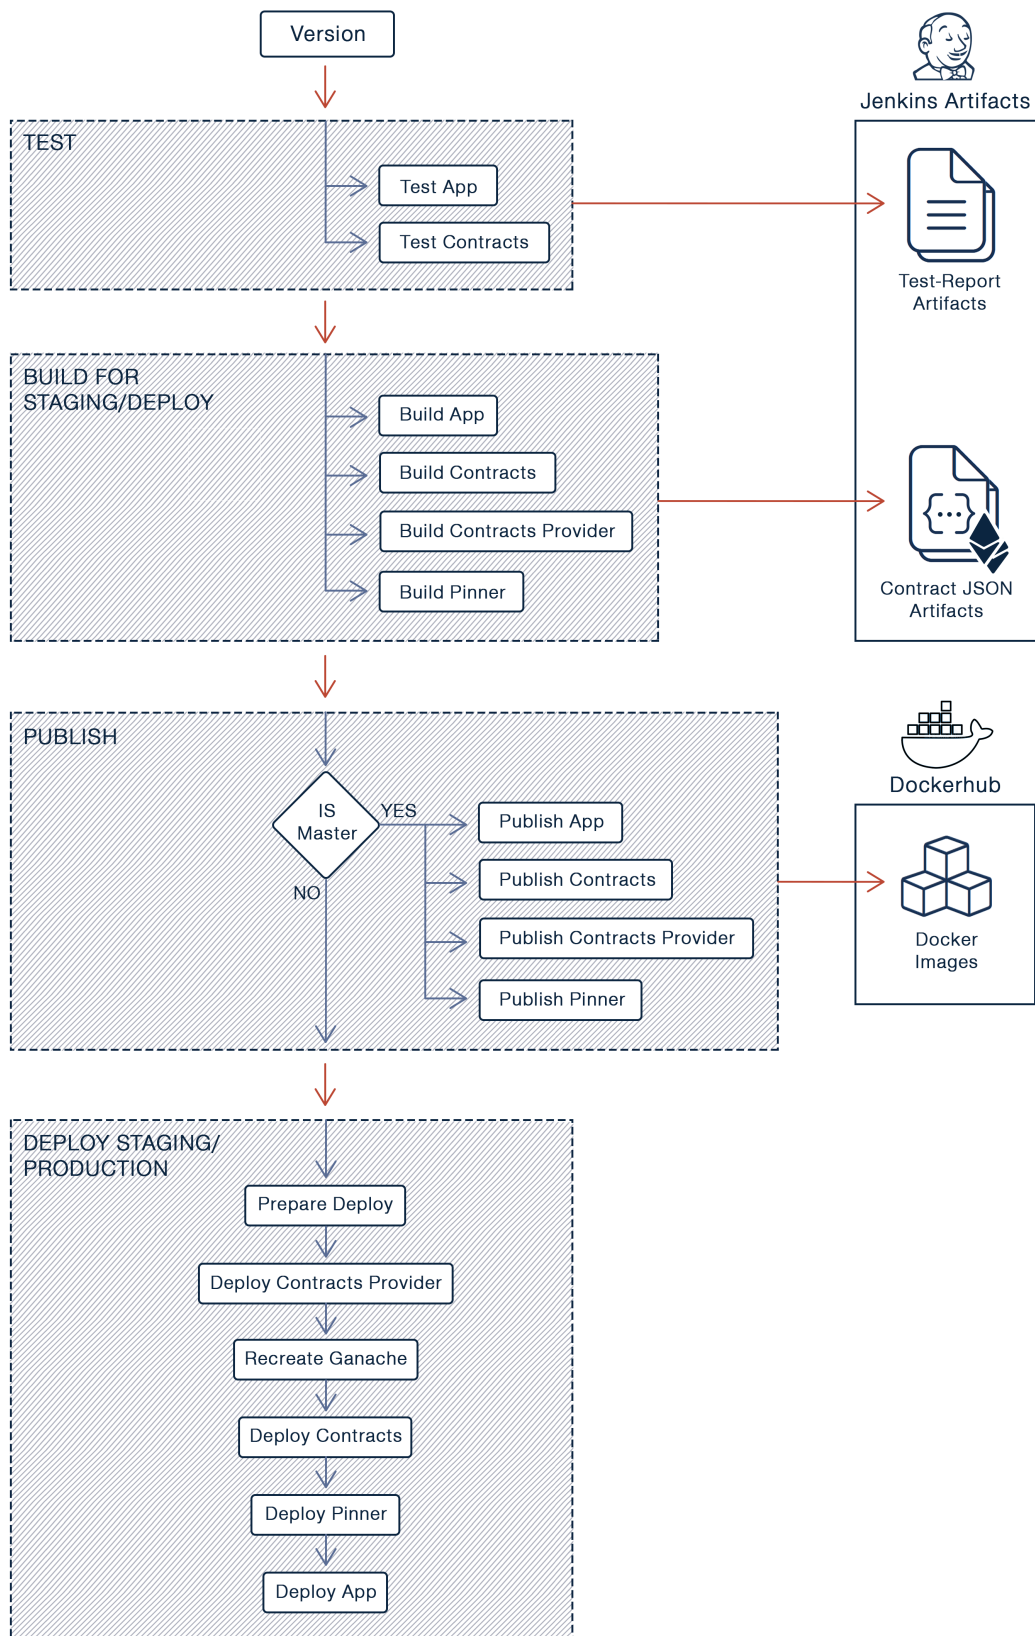 Version
Jenkins Artifacts
TEST
Test App
Test Contracts
Test-Report
Artifacts
BUILD FOR
STAGING/DEPLOY
Build App
Build Contracts
Build Contracts Provider
Build Pinner
Contract JSON
Artifacts
PUBLISH
Dockerhub
IS
Master
YES
NO
Publish App
Publish Contracts
Publish Contracts Provider
Publish Pinner
Docker
Images
DEPLOY STAGING/
PRODUCTION
Prepare Deploy
Deploy Contracts Provider
Recreate Ganache
Deploy Contracts
Deploy Pinner
Deploy App